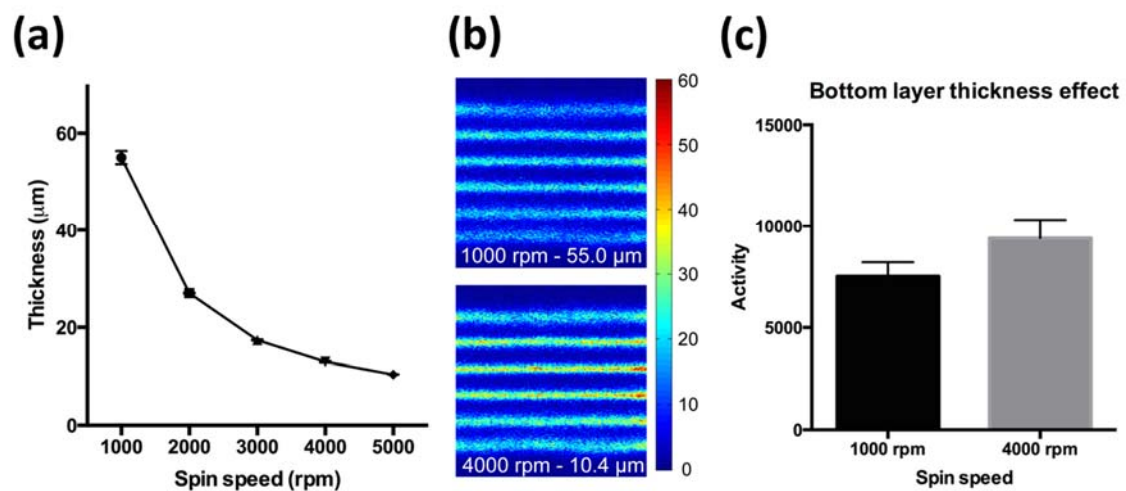 (a)
60
40
20
0
Thickness (μm)
1000 2000 3000 4000 5000
Spin speed (rpm)
(b)
1000 rpm - 55.0 μm
4000 rpm - 10.4 μm
60
50
40
30
20
10
0
(c)
Bottom layer thickness effect
15000
10000
5000
0
Activity
1000 rpm 4000 rpm
Spin speed